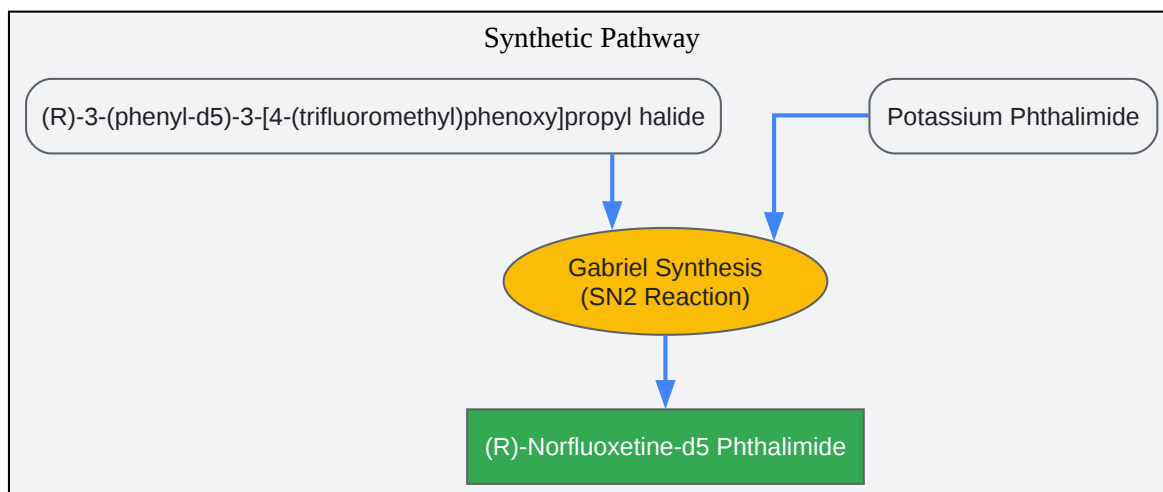 Synthetic Pathway
(R)-3-(phenyl-d5)-3-[4-(trifluoromethyl)phenoxy]propyl halide
Potassium Phthalimide
Gabriel Synthesis
(SN2 Reaction)
(R)-Norfluoxetine-d5 Phthalimide